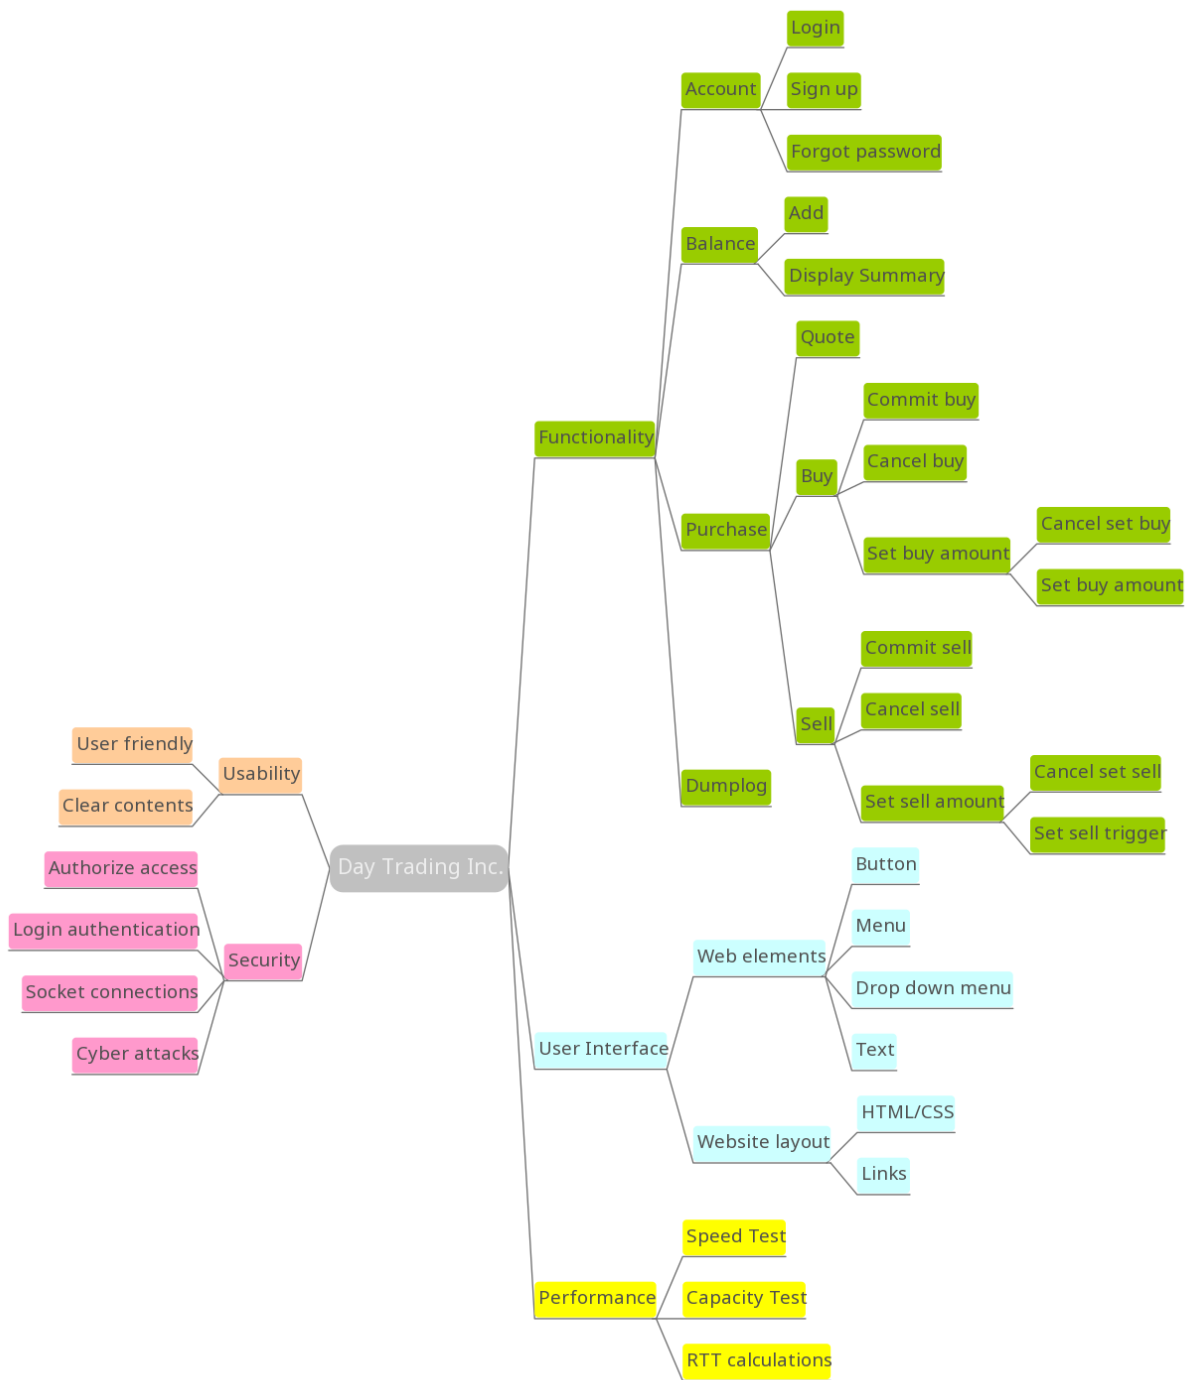 Login
Account
Sign up
Forgot password
Add
Balance
Display Summary
Quote
Commit buy
Functionality
Cancel buy
Buy
Cancel set buy
Purchase
Set buy amount
Set buy amount
Commit sell
Cancel sell
Sell
User friendly
Usability
Cancel set sell
Dumplog
Set sell amount
Clear contents
Set sell trigger
Authorize access
Day Trading Inc.
Button
Login authentication
Menu
Security
Web elements
Socket connections
Drop down menu
Cyber attacks
User Interface
Text
HTML/CSS
Website layout
Links
Speed Test
Performance
Capacity Test
RTT calculations